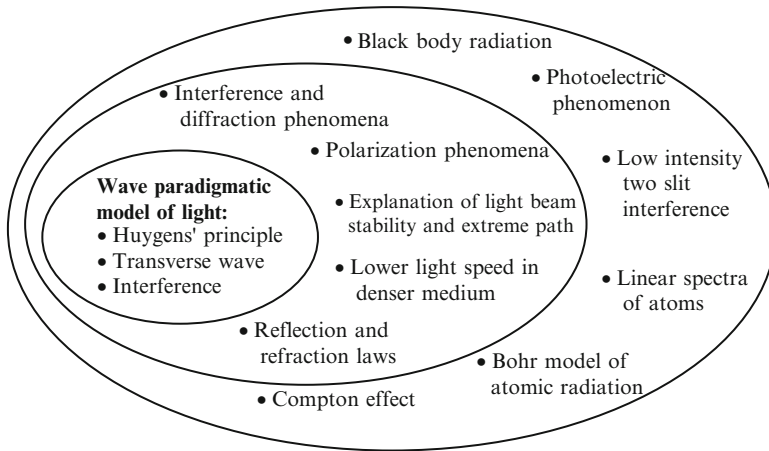 • Black body radiation
• Photoelectric
phenomenon
• Interference and
diffraction phenomena
• Polarization phenomena
• Low intensity
two slit
interference
Wave paradigmatic
model of light:
• Huygens' principle
• Transverse wave
• Interference
• Explanation of light beam
stability and extreme path
• Lower light speed in
denser medium
• Linear spectra
of atoms
• Reflection and
refraction laws
• Bohr model of
atomic radiation
• Compton effect